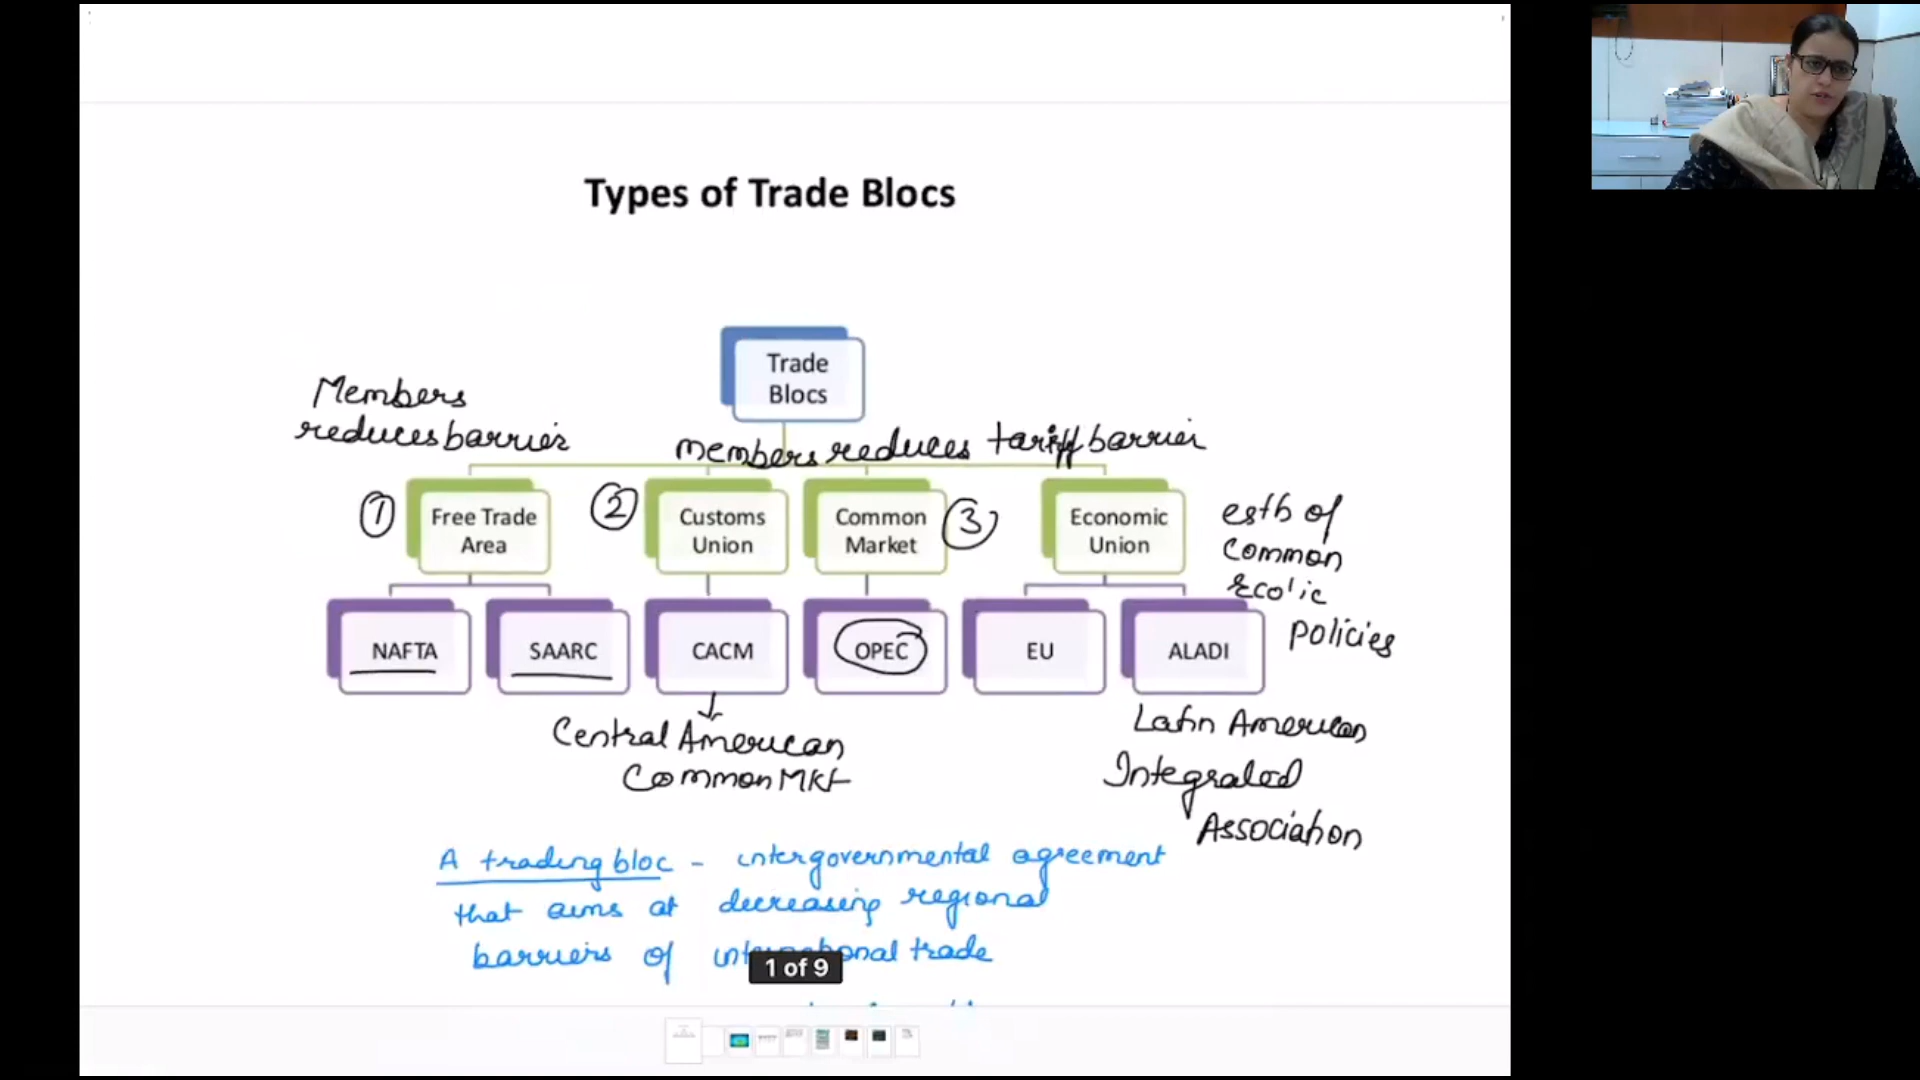 Types of Trade Blocs
Trade
Blocs
Members
reduces barrier
members reduces tariff barrier
1
Free Trade
Area
2
Customs
Union
Common
Market
3
Economic
Union
estb of
Common
Eco'ic
policies
NAFTA
SAARC
CACM
OPEC
EU
ALADI
Central American
Common Mkt
Latin American
Integrated
Association
A trading bloc - intergovernmental agreement
that aims at decreasing regional
barriers of international trade
1 of 9